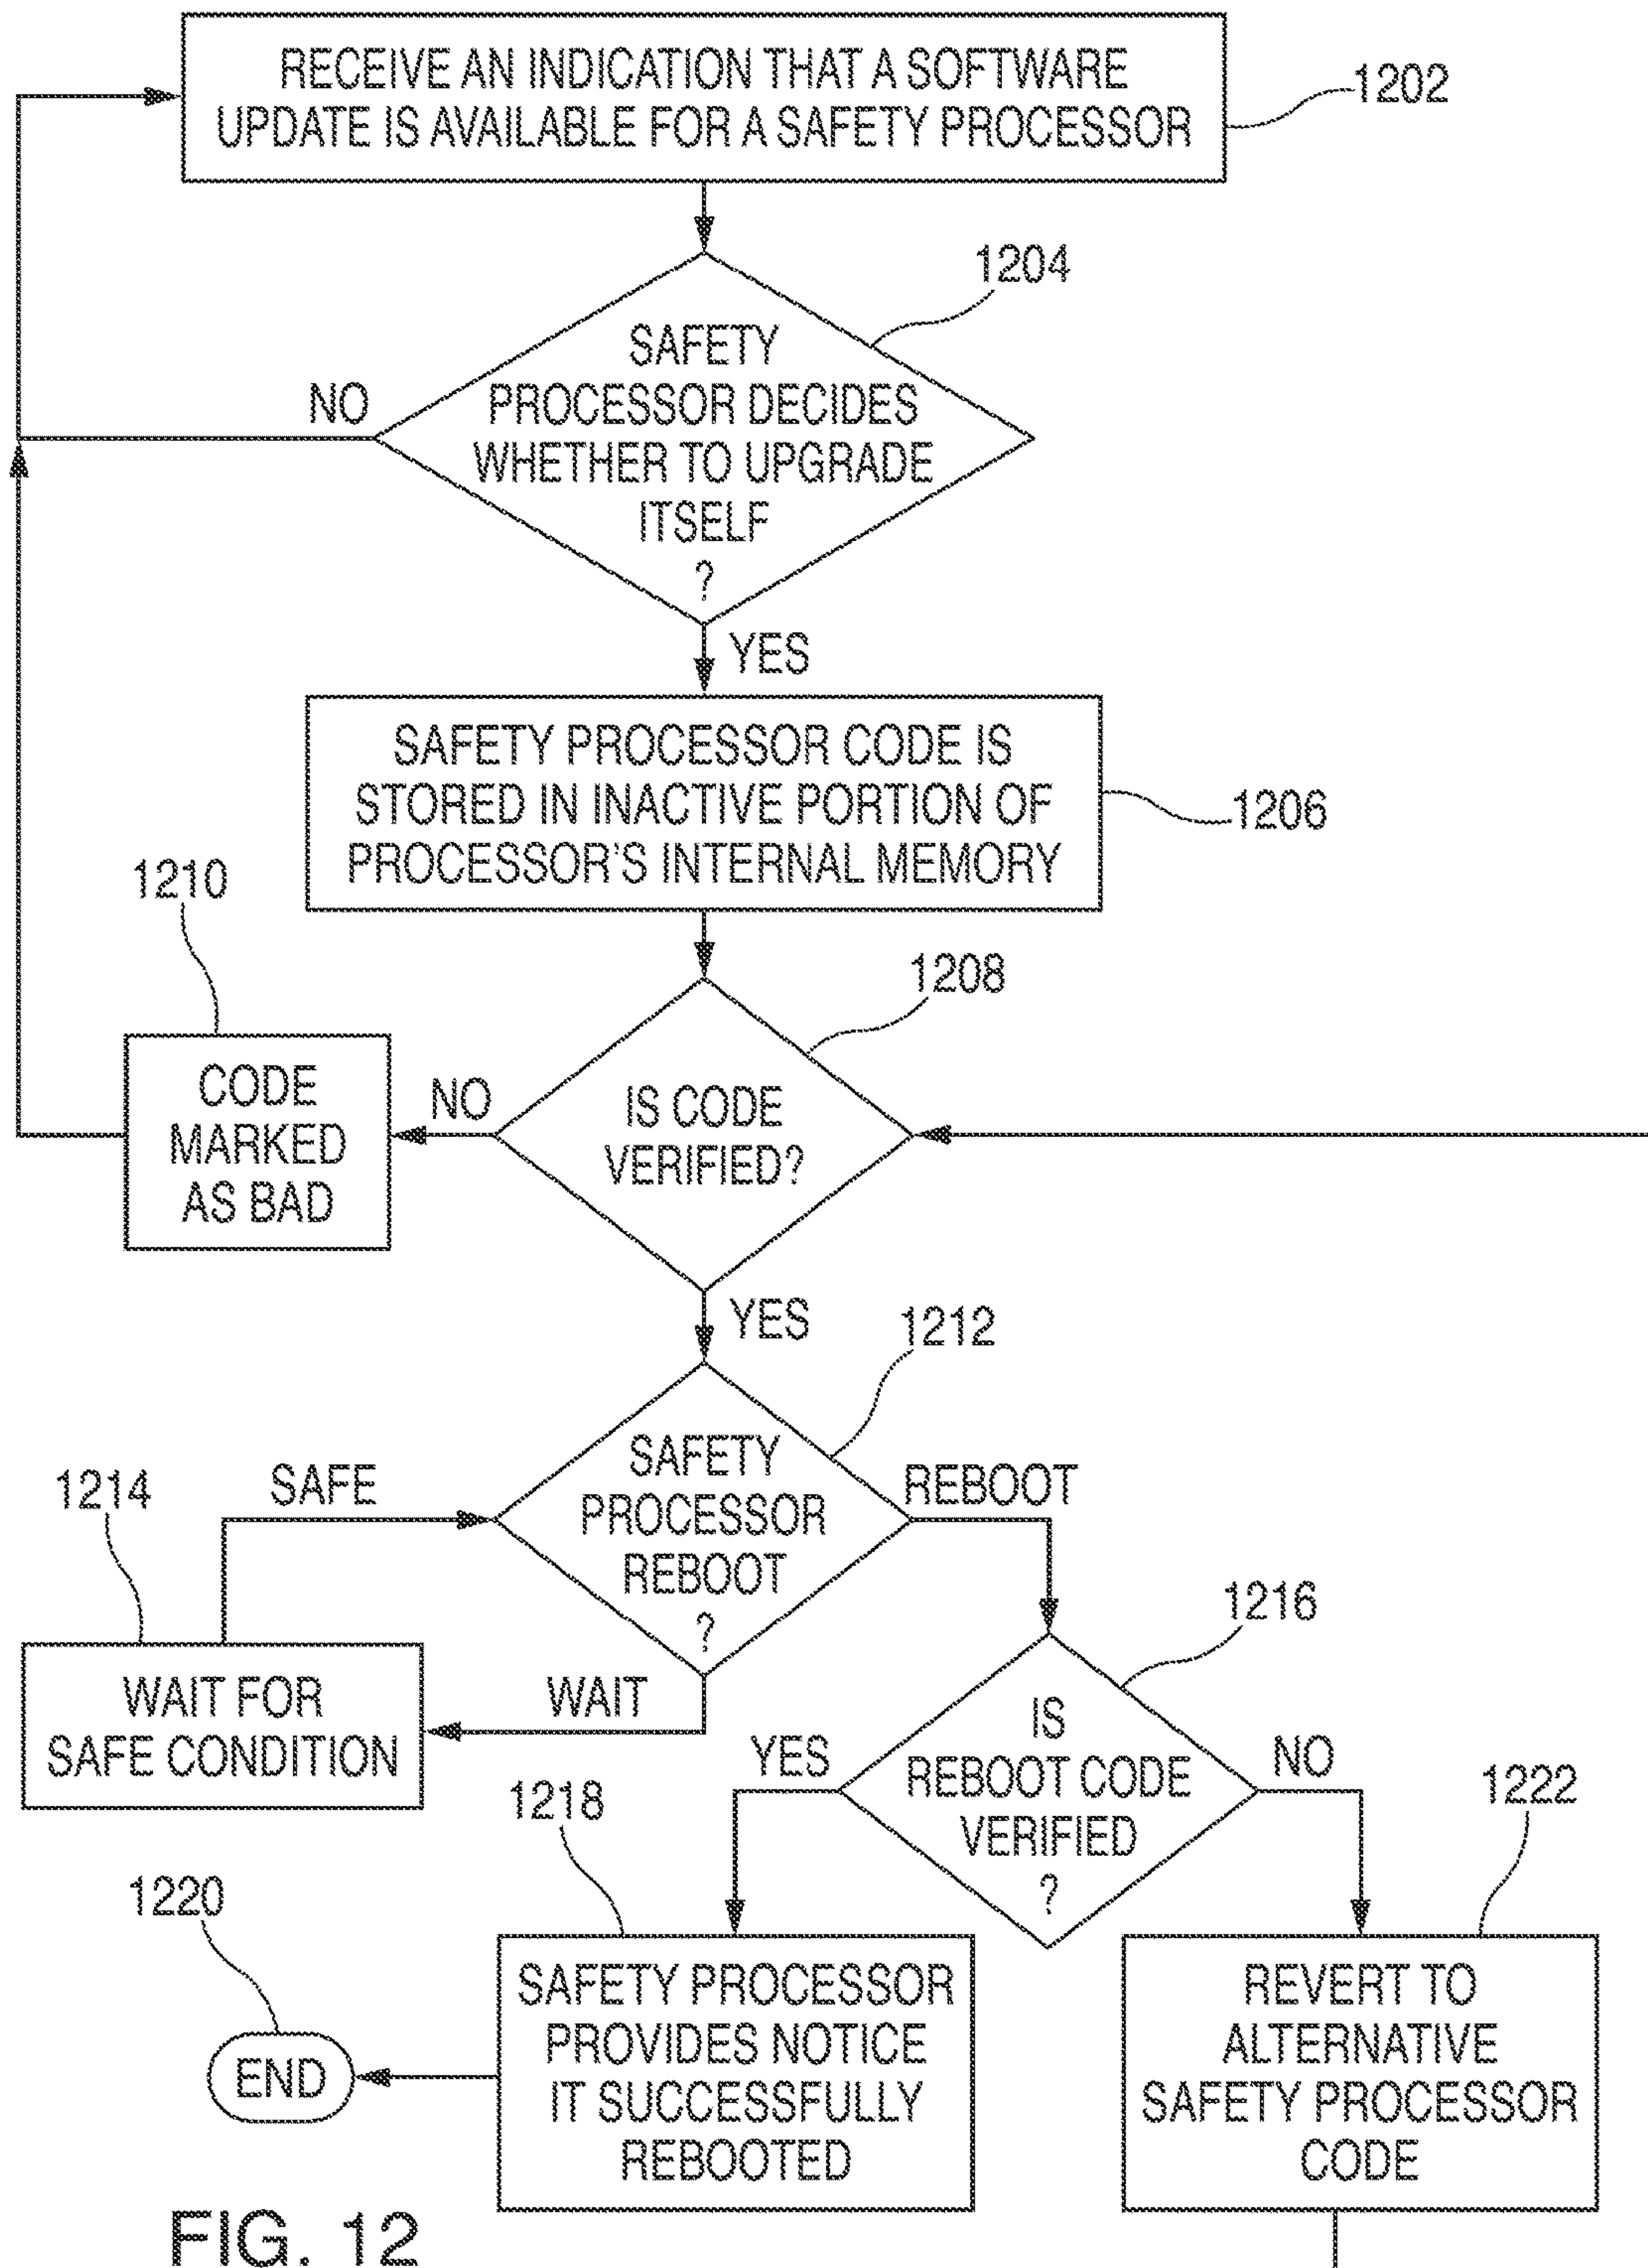 RECEIVE AN INDICATION THAT A SOFTWARE
UPDATE IS AVAILABLE FOR A SAFETY PROCESSOR
1202
1204
SAFETY
PROCESSOR DECIDES
WHETHER TO UPGRADE
ITSELF
?
NO
YES
SAFETY PROCESSOR CODE IS
STORED IN INACTIVE PORTION OF
PROCESSOR'S INTERNAL MEMORY
1206
1210
1208
CODE
MARKED
AS BAD
NO
IS CODE
VERIFIED?
YES
1212
1214
SAFE
SAFETY
PROCESSOR
REBOOT
?
REBOOT
1216
WAIT FOR
SAFE CONDITION
WAIT
YES
IS
REBOOT CODE
VERIFIED
?
NO
1218
1222
1220
END
SAFETY PROCESSOR
PROVIDES NOTICE
IT SUCCESSFULLY
REBOOTED
REVERT TO
ALTERNATIVE
SAFETY PROCESSOR
CODE
FIG. 12